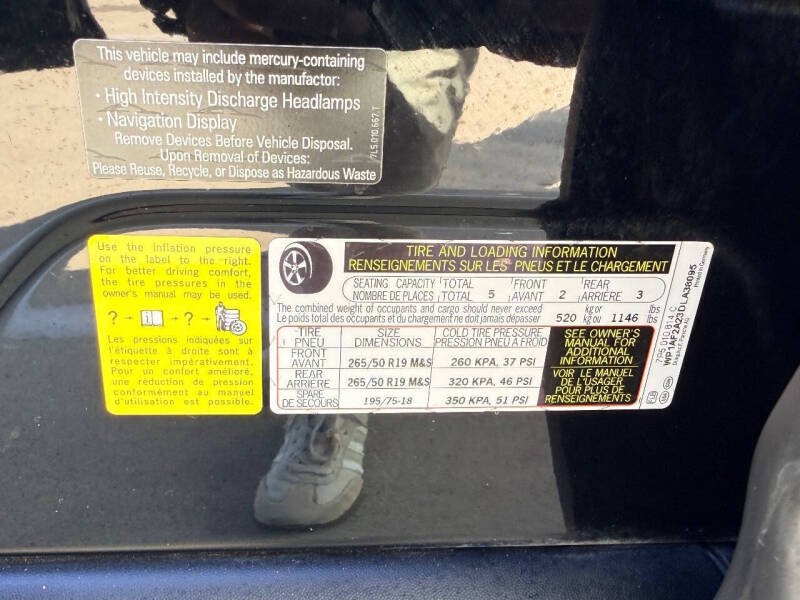 This vehicle may include mercury-containing
devices installed by the manufactor:
· High Intensity Discharge Headlamps
· Navigation Display
Remove Devices Before Vehicle Disposal.
Upon Removal of Devices:
Please Reuse, Recycle, or Dispose as Hazardous Waste
7L5.010.667.T
Use the inflation pressure
on the label to the right.
For better driving comfort,
the tire pressures in the
owner's manual may be used.
? → i → ? →
Les pressions indiquées sur
l'étiquette à droite sont à
respecter impérativement.
Pour un confort amélioré,
une réduction de pression
conformément au manuel
d'utilisation est possible.
TIRE AND LOADING INFORMATION
RENSEIGNEMENTS SUR LES PNEUS ET LE CHARGEMENT
SEATING CAPACITY TOTAL 5 FRONT 2 REAR 3
NOMBRE DE PLACES TOTAL AVANT ARRIERE
The combined weight of occupants and cargo should never exceed 520 kg or 1146 lbs
Le poids total des occupants et du chargement ne doit jamais dépasser kg ou lbs
TIRE SIZE COLD TIRE PRESSURE
PNEU DIMENSIONS PRESSION PNEU A FROID
FRONT
AVANT 265/50 R19 M&S 260 KPA, 37 PSI
REAR
ARRIERE 265/50 R19 M&S 320 KPA, 46 PSI
SPARE
DE SECOURS 195/75-18 350 KPA, 51 PSI
SEE OWNER'S
MANUAL FOR
ADDITIONAL
INFORMATION
VOIR LE MANUEL
DE L'USAGER
POUR PLUS DE
RENSEIGNEMENTS
7P5 010 814 C
WP1AF2A23DLA38095
Printed in Germany